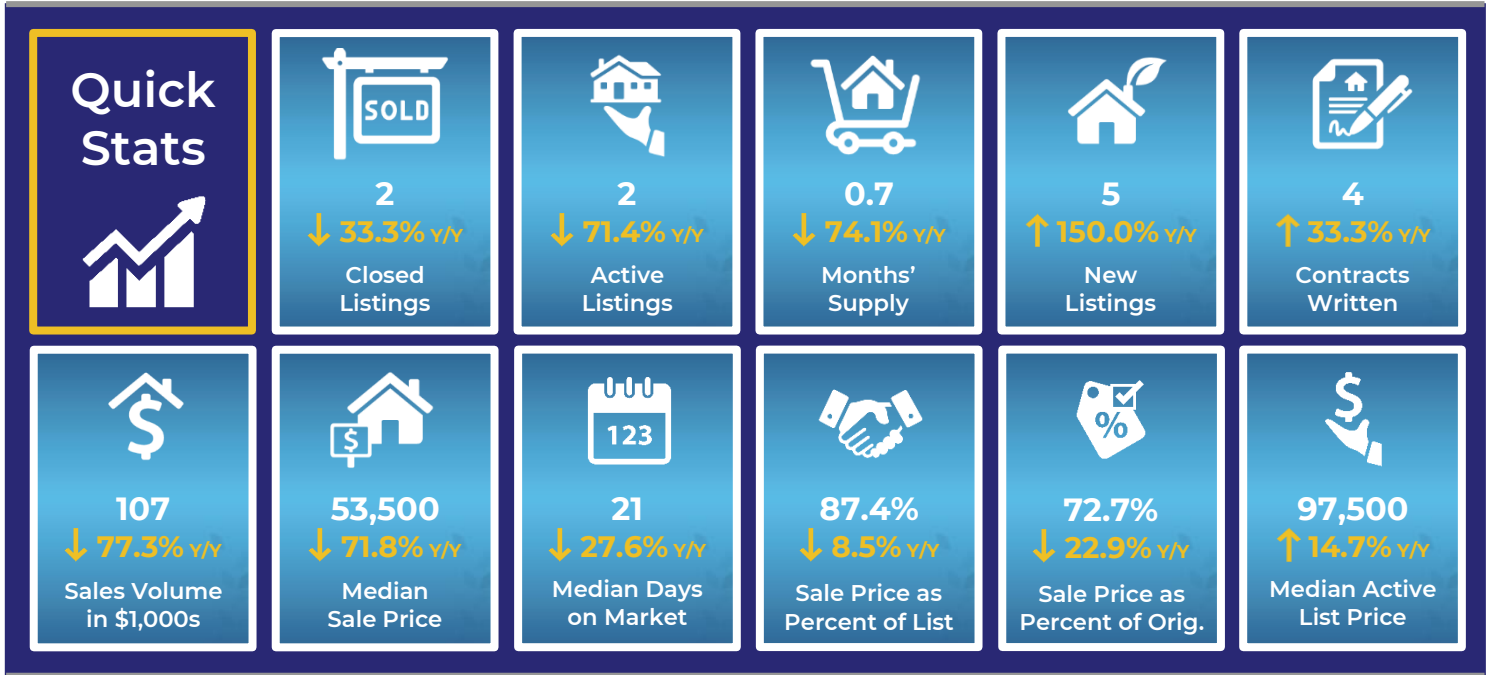 Quick
Stats
SOLD
2
↓ 33.3% Y/Y
Closed
Listings
2
↓ 71.4% Y/Y
Active
Listings
0.7
↓ 74.1% Y/Y
Months’
Supply
5
↑ 150.0% Y/Y
New
Listings
4
↑ 33.3% Y/Y
Contracts
Written
$
107
↓ 77.3% Y/Y
Sales Volume
in $1,000s
$
53,500
↓ 71.8% Y/Y
Median
Sale Price
123
21
↓ 27.6% Y/Y
Median Days
on Market
87.4%
↓ 8.5% Y/Y
Sale Price as
Percent of List
%
72.7%
↓ 22.9% Y/Y
Sale Price as
Percent of Orig.
$
97,500
↑ 14.7% Y/Y
Median Active
List Price